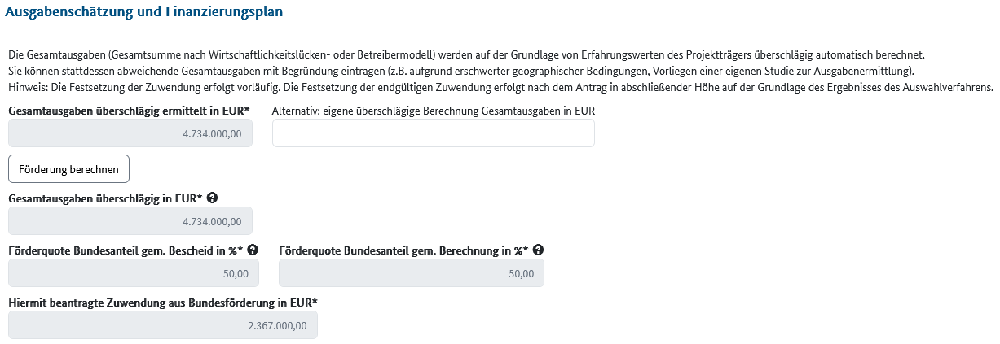 Ausgabenschätzung und Finanzierungsplan
Die Gesamtausgaben (Gesamtsumme nach Wirtschaftlichkeitslücken- oder Betreibermodell) werden auf der Grundlage von Erfahrungswerten des Projektträgers überschlägig automatisch berechnet.
Sie können stattdessen abweichende Gesamtausgaben mit Begründung eintragen (z.B. aufgrund erschwerter geographischer Bedingungen, Vorliegen einer eigenen Studie zur Ausgabenermittlung).
Hinweis: Die Festsetzung der Zuwendung erfolgt vorläufig. Die Festsetzung der endgültigen Zuwendung erfolgt nach dem Antrag in abschließender Höhe auf der Grundlage des Ergebnisses des Auswahlverfahrens.
Gesamtausgaben überschlägig ermittelt in EUR* Alternativ: eigene überschlägige Berechnung Gesamtausgaben in EUR
4.734.000,00
Förderung berechnen
Gesamtausgaben überschlägig in EUR* ?
4.734.000,00
Förderquote Bundesanteil gem. Bescheid in %* ? Förderquote Bundesanteil gem. Berechnung in %* ?
50,00 50,00
Hiermit beantragte Zuwendung aus Bundesförderung in EUR*
2.367.000,00